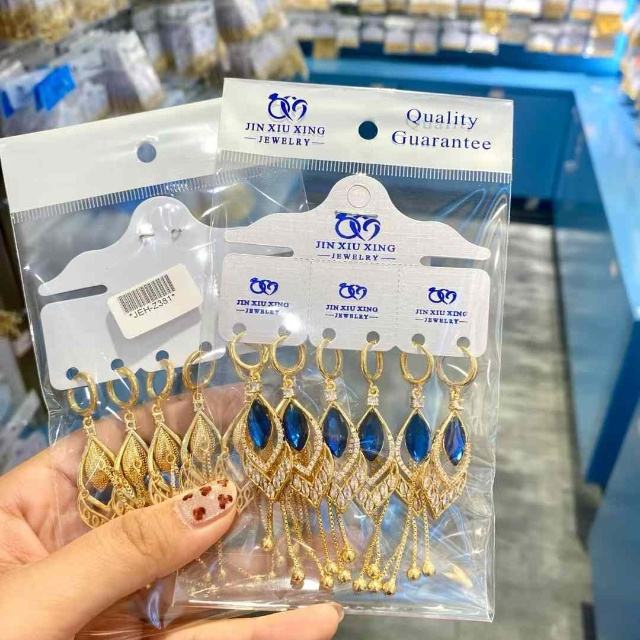 JIN XIU XING
JEWELRY
Quality
Guarantee
JIN XIU XING
JEWELRY
JIN XIU XING
JEWELRY
JIN XIU XING
JEWELRY
JIN XIU XING
JEWELRY
*JEH-Z381*